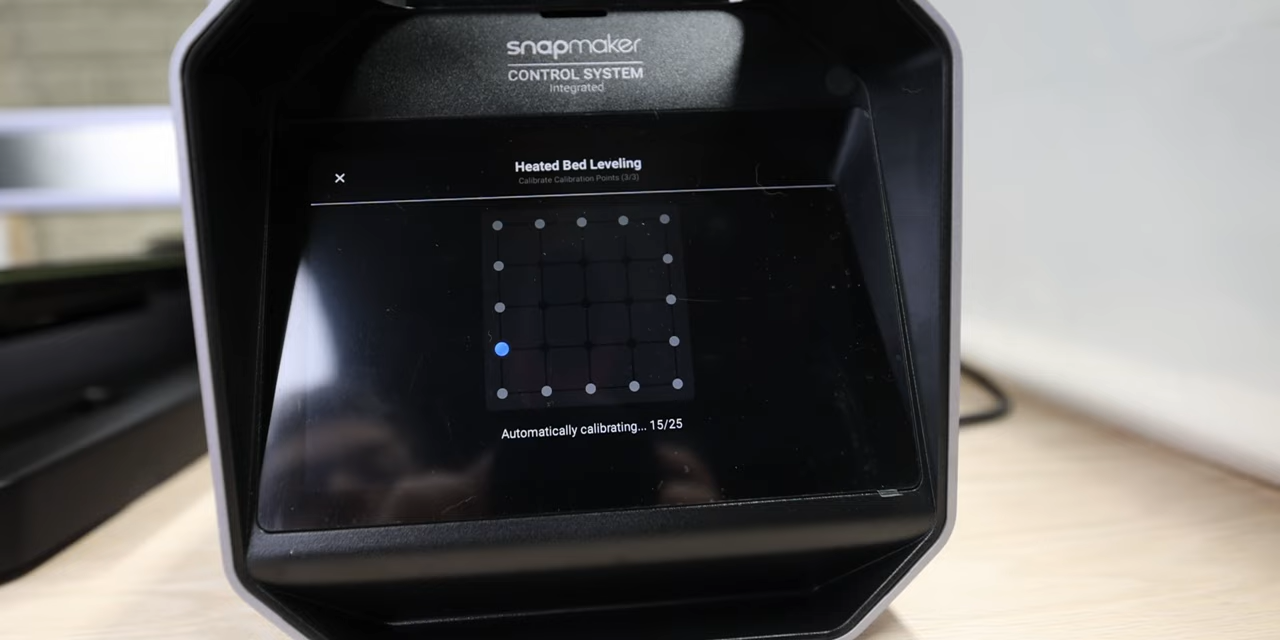 snapmaker
CONTROL SYSTEM
Integrated
Heated Bed Leveling
Calibrate Calibration Points (3/3)
Automatically calibrating... 15/25